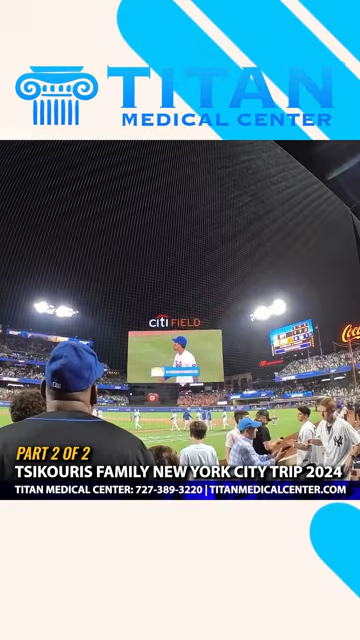 TITAN
MEDICAL CENTER
citi FIELD
Coca
PART 2 OF 2
TSIKOURIS FAMILY NEW YORK CITY TRIP 2024
TITAN MEDICAL CENTER: 727-389-3220 | TITANMEDICALCENTER.COM